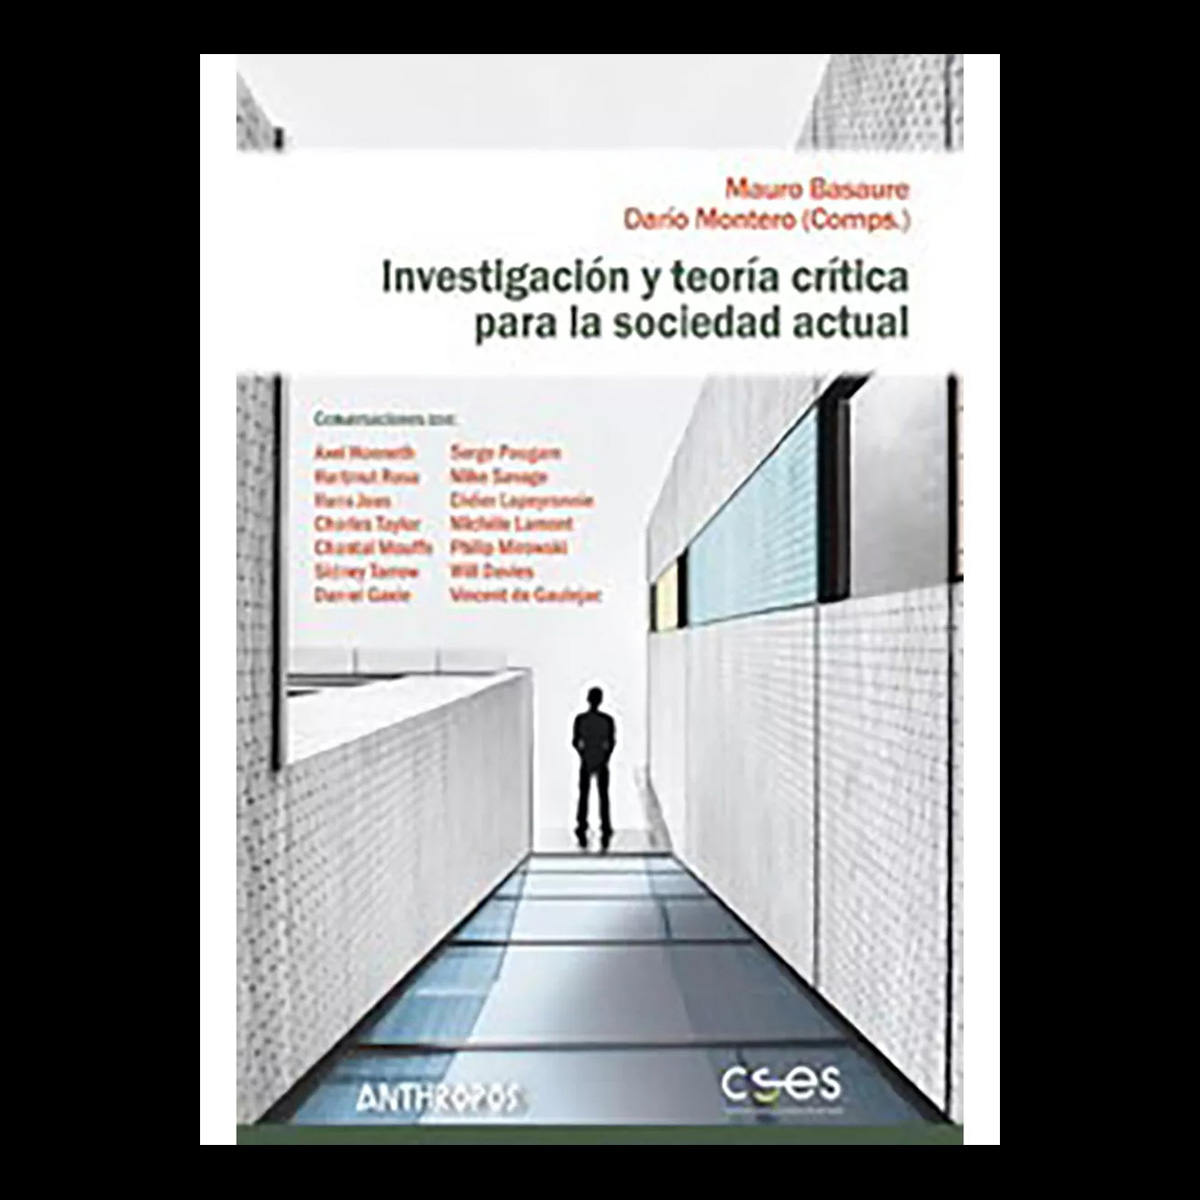 Mauro Basaure
Darío Montero (Comps.)
Investigación y teoría crítica
para la sociedad actual
Conversaciones con:
Axel Honneth
Hartmut Rosa
Hans Joas
Charles Taylor
Chantal Mouffe
Sidney Tarrow
Daniel Gaxie
Serge Paugam
Mike Savage
Didier Lapeyronnie
Michèle Lamont
Philip Mirowski
Will Davies
Vincent de Gaulejac
ANTHROPOS
cses